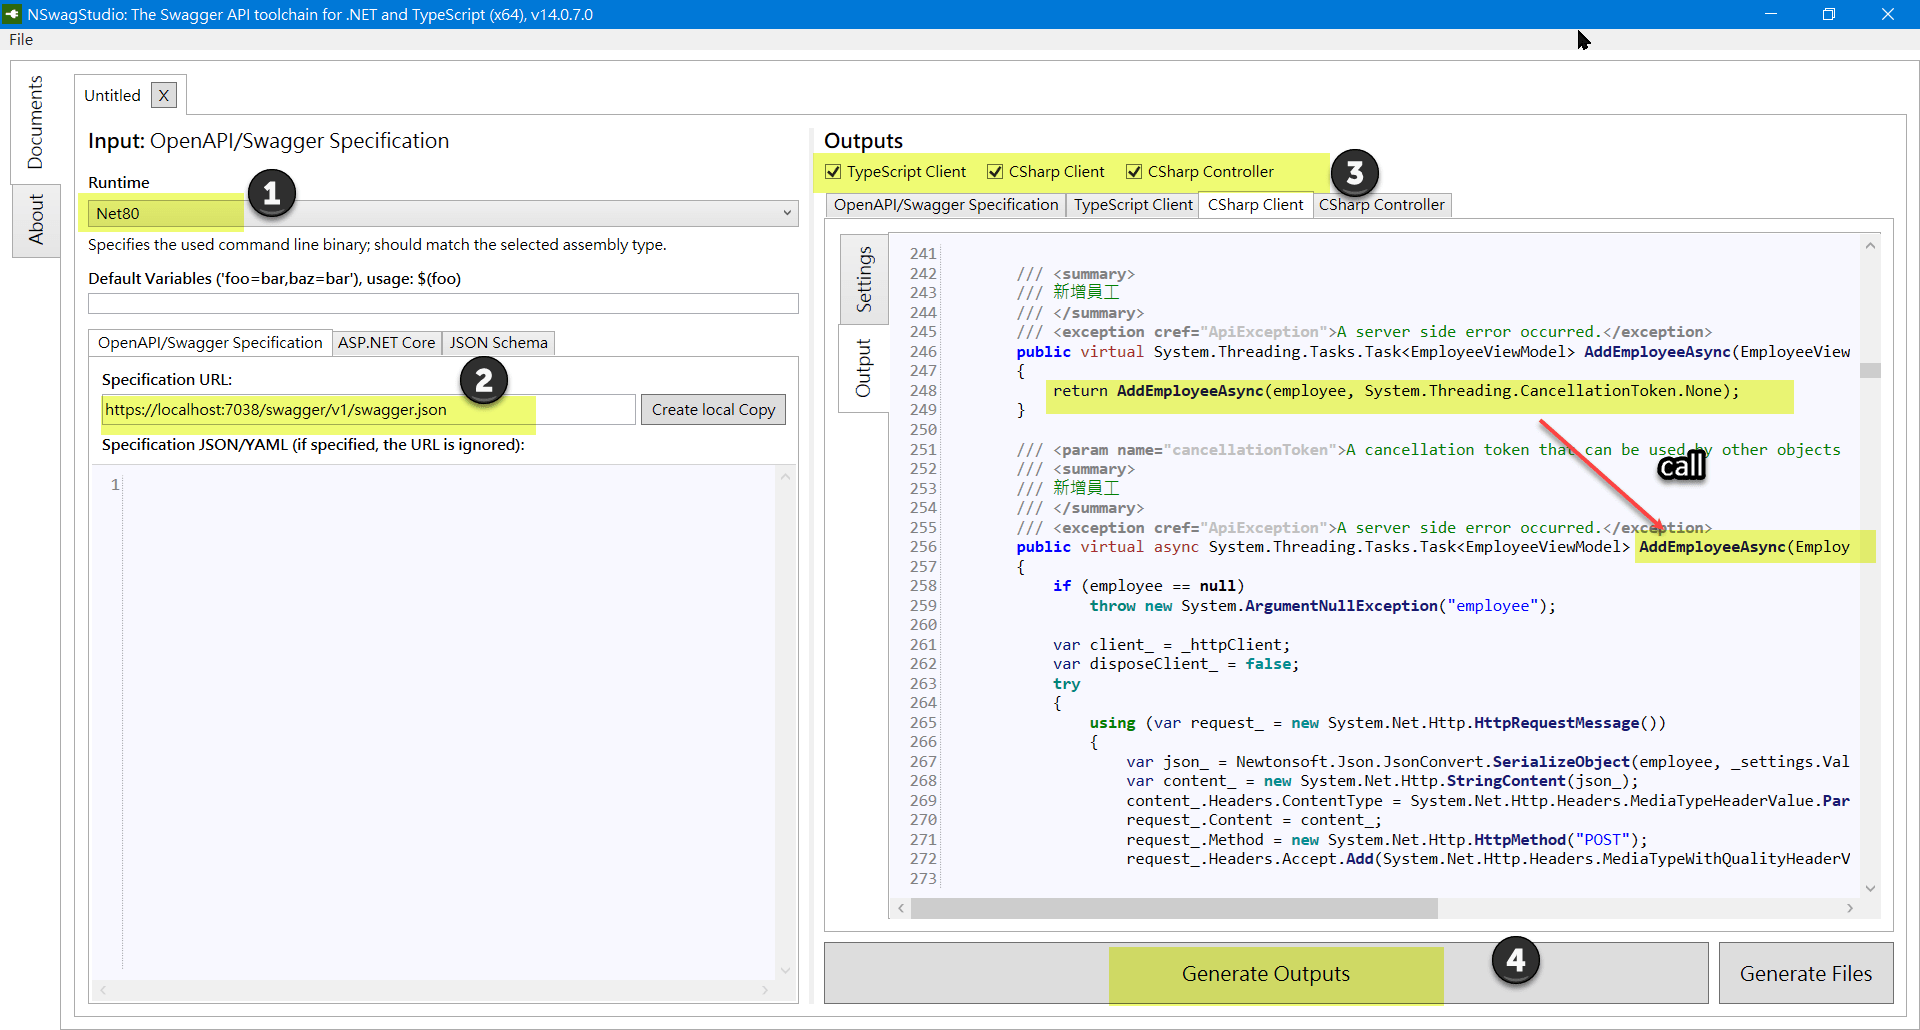 NSwagStudio: The Swagger API toolchain for .NET and TypeScript (x64), v14.0.7.0
File
Documents
About
Untitled X
Input: OpenAPI/Swagger Specification
Runtime
1
Net80
Specifies the used command line binary; should match the selected assembly type.
Default Variables ('foo=bar,baz=bar'), usage: $(foo)
OpenAPI/Swagger Specification ASP.NET Core JSON Schema
Specification URL:
2
https://localhost:7038/swagger/v1/swagger.json Create local Copy
Specification JSON/YAML (if specified, the URL is ignored):
1
Outputs
TypeScript Client CSharp Client CSharp Controller
3
OpenAPI/Swagger Specification TypeScript Client CSharp Client CSharp Controller
Settings
Output
241
242 /// <summary>
243 /// 新增員工
244 /// </summary>
245 /// <exception cref="ApiException">A server side error occurred.</exception>
246 public virtual System.Threading.Tasks.Task<EmployeeViewModel> AddEmployeeAsync(EmployeeView
247 {
248 return AddEmployeeAsync(employee, System.Threading.CancellationToken.None);
249 }
250
251 /// <param name="cancellationToken">A cancellation token that can be used by other objects
252 /// <summary>
253 /// 新增員工
254 /// </summary>
255 /// <exception cref="ApiException">A server side error occurred.</exception>
256 public virtual async System.Threading.Tasks.Task<EmployeeViewModel> AddEmployeeAsync(Employ
257 {
258 if (employee == null)
259 throw new System.ArgumentNullException("employee");
260
261 var client_ = _httpClient;
262 var disposeClient_ = false;
263 try
264 {
265 using (var request_ = new System.Net.Http.HttpRequestMessage())
266 {
267 var json_ = Newtonsoft.Json.JsonConvert.SerializeObject(employee, _settings.Val
268 var content_ = new System.Net.Http.StringContent(json_);
269 content_.Headers.ContentType = System.Net.Http.Headers.MediaTypeHeaderValue.Par
270 request_.Content = content_;
271 request_.Method = new System.Net.Http.HttpMethod("POST");
272 request_.Headers.Accept.Add(System.Net.Http.Headers.MediaTypeWithQualityHeaderV
273
call
4
Generate Outputs
Generate Files